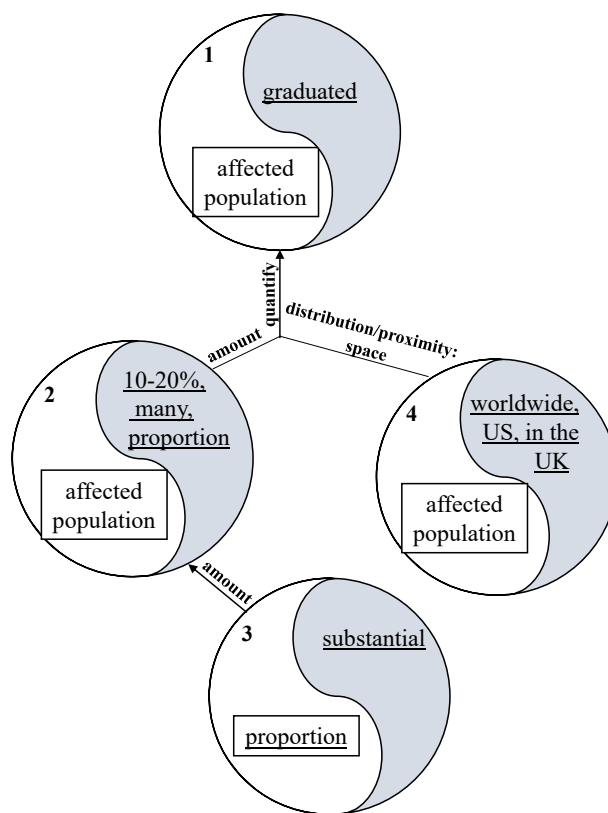 1
graduated
affected
population
quantify
amount
distribution/proximity:
space
2
10-20%,
many,
proportion
affected
population
4
worldwide,
US, in the
UK
affected
population
amount
3
substantial
proportion